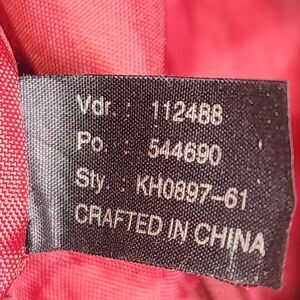 Vdr. : 112488
Po. : 544690
Sty. : KH0897-61
CRAFTED IN CHINA